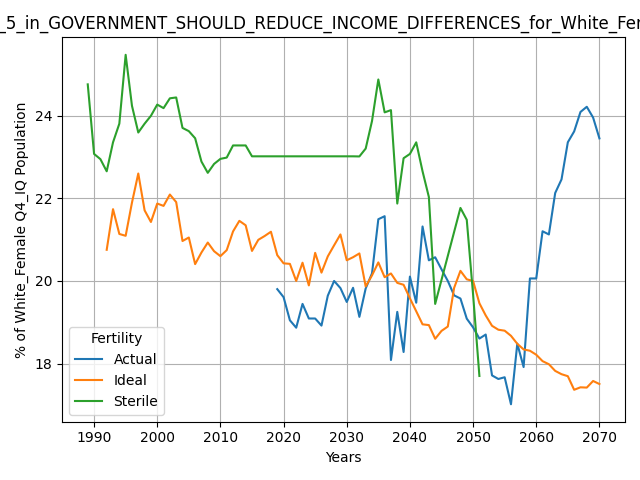 _5_in_GOVERNMENT_SHOULD_REDUCE_INCOME_DIFFERENCES_for_White_Fe
% of White_Female Q4_IQ Population
24
22
20
18
Fertility
Actual
Ideal
Sterile
1990 2000 2010 2020 2030 2040 2050 2060 2070
Years